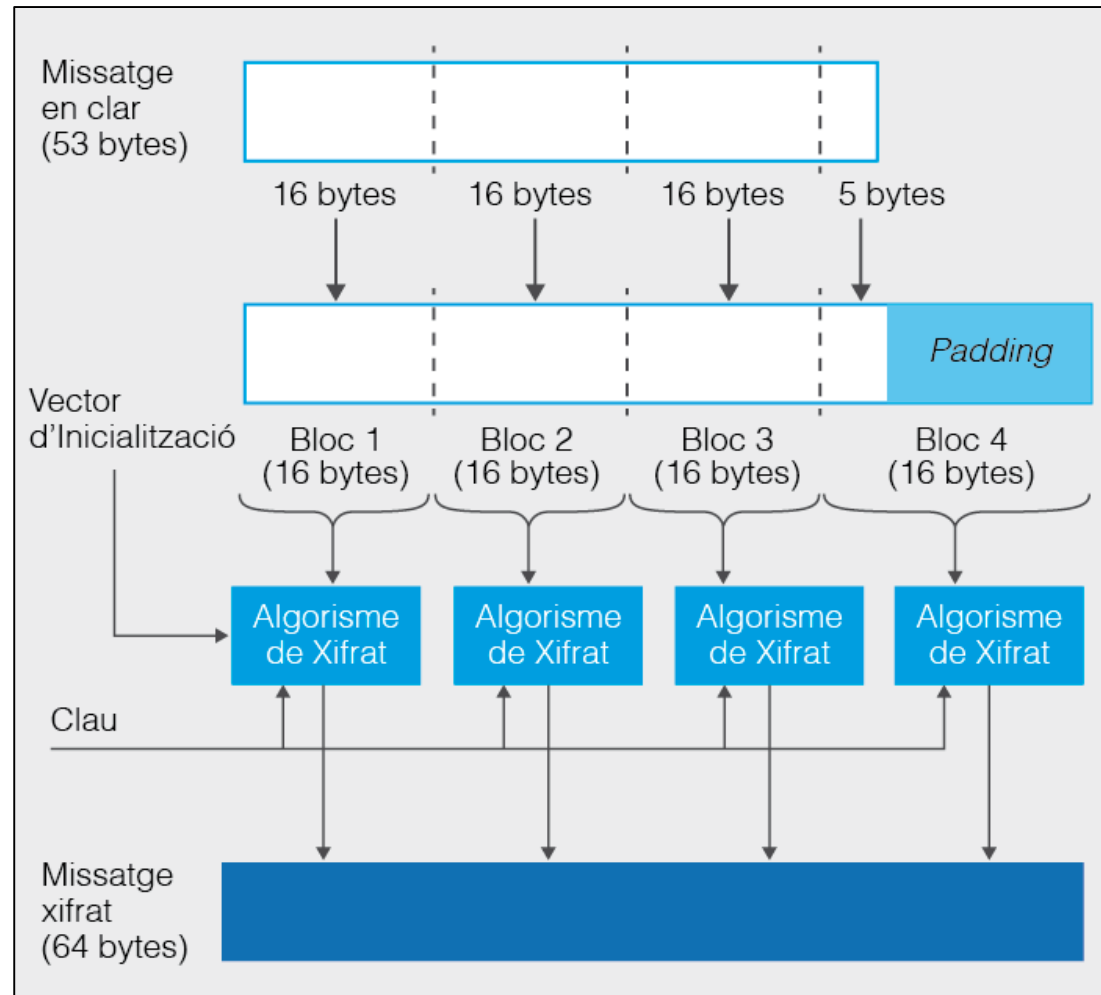 Missatge
en clar
(53 bytes)
16 bytes
16 bytes
16 bytes
5 bytes
Padding
Vector
d'Inicialització
Bloc 1
(16 bytes)
Bloc 2
(16 bytes)
Bloc 3
(16 bytes)
Bloc 4
(16 bytes)
Algorisme
de Xifrat
Algorisme
de Xifrat
Algorisme
de Xifrat
Algorisme
de Xifrat
Clau
Missatge
xifrat
(64 bytes)